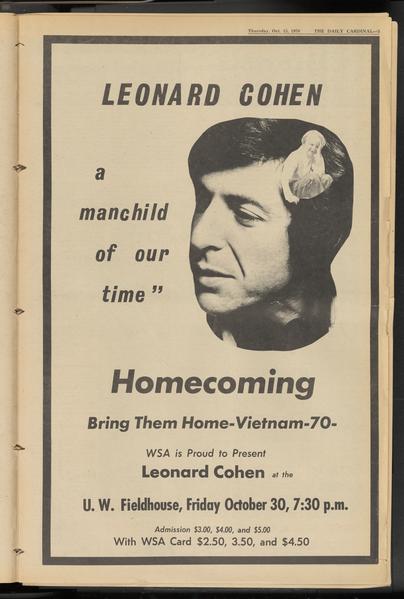 Thursday, Oct. 15, 1970 THE DAILY CARDINAL—5
LEONARD COHEN
a
manchild
of our
time”
Homecoming
Bring Them Home-Vietnam-70-
WSA is Proud to Present
Leonard Cohen at the
U. W. Fieldhouse, Friday October 30, 7:30 p.m.
Admission $3.00, $4.00, and $5.00
With WSA Card $2.50, 3.50, and $4.50